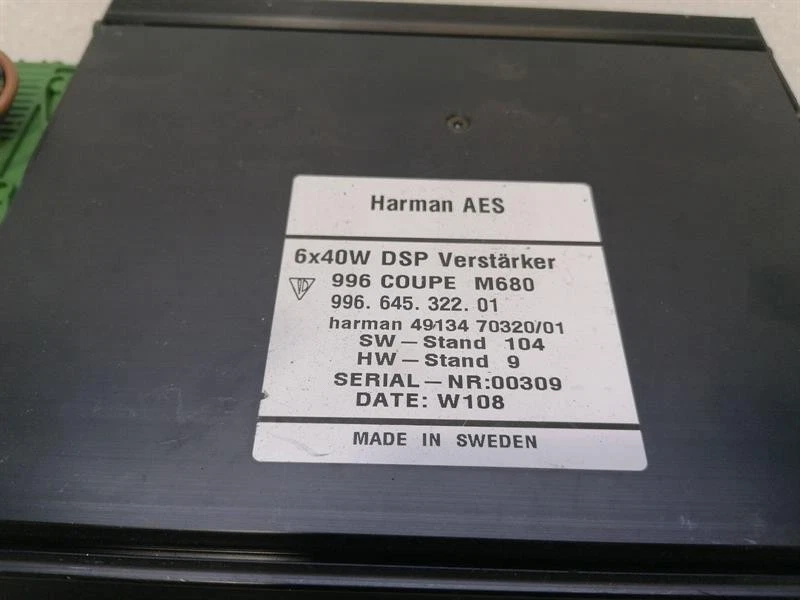 Harman AES
6x40W DSP Verstärker
996 COUPE M680
996. 645. 322. 01
harman 49134 70320/01
SW – Stand 104
HW – Stand 9
SERIAL – NR:00309
DATE: W108
MADE IN SWEDEN